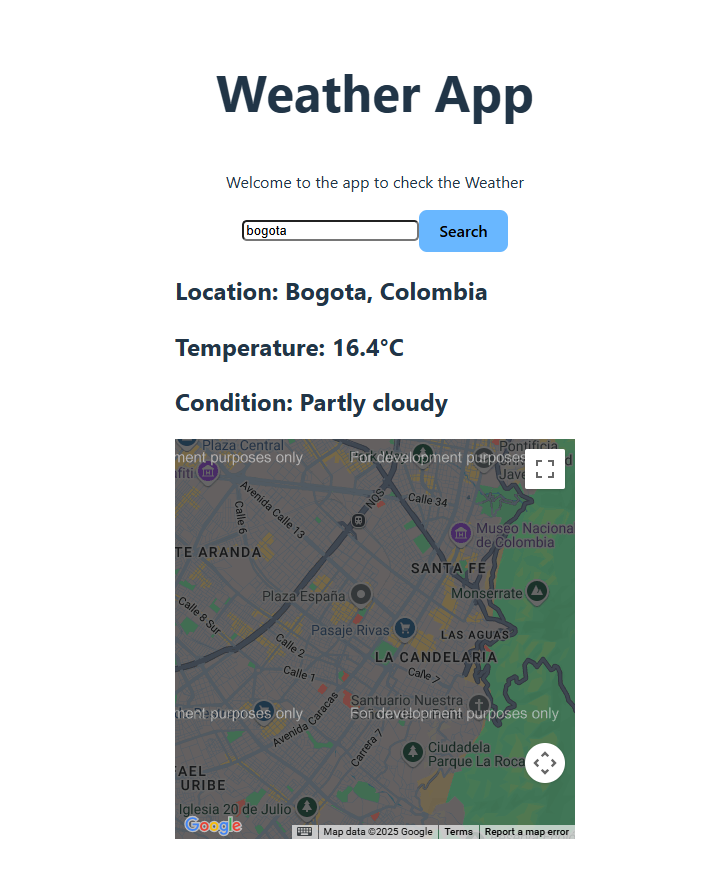 Weather App
Welcome to the app to check the Weather
bogota
Search
Location: Bogota, Colombia
Temperature: 16.4°C
Condition: Partly cloudy
Plaza Central
ment purposes only
For development purposes
Pontificia
Jave
Avenida Calle 13
Calle 6
NQS
Calle 34
Museo Naciona
de Colombia
TE ARANDA
SANTA FE
Plaza España
Monserrate
Calle 8 Sur
Pasaje Rivas
LAS AGUAS
Calle 2
LA CANDELARIA
Calle 1
Calle 7
Santuario Nuestra
ment purposes only
For development purposes only
Avenida Caracas
Carrera 7
Ciudadela
Parque La Roca
AEL
URIBE
Iglesia 20 de Julio
Google
Map data ©2025 Google
Terms
Report a map error